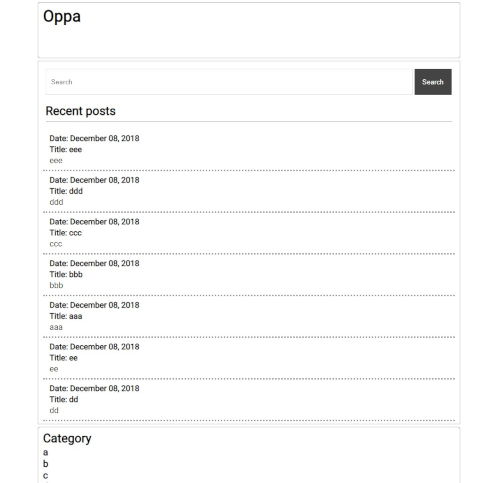 Oppa
Search
Search
Recent posts
Date: December 08, 2018
Title: eee
eee
Date: December 08, 2018
Title: ddd
ddd
Date: December 08, 2018
Title: ccc
ccc
Date: December 08, 2018
Title: bbb
bbb
Date: December 08, 2018
Title: aaa
aaa
Date: December 08, 2018
Title: ee
ee
Date: December 08, 2018
Title: dd
dd
Category
a
b
c